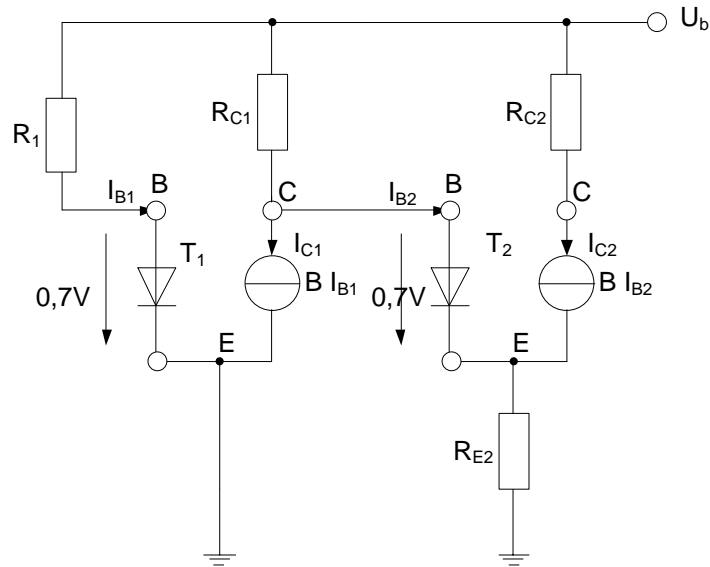 U_b
R_1
R_C1
R_C2
I_B1
B
C
I_B2
B
C
T_1
I_C1
T_2
I_C2
0,7V
B I_B1
0,7V
B I_B2
E
E
R_E2